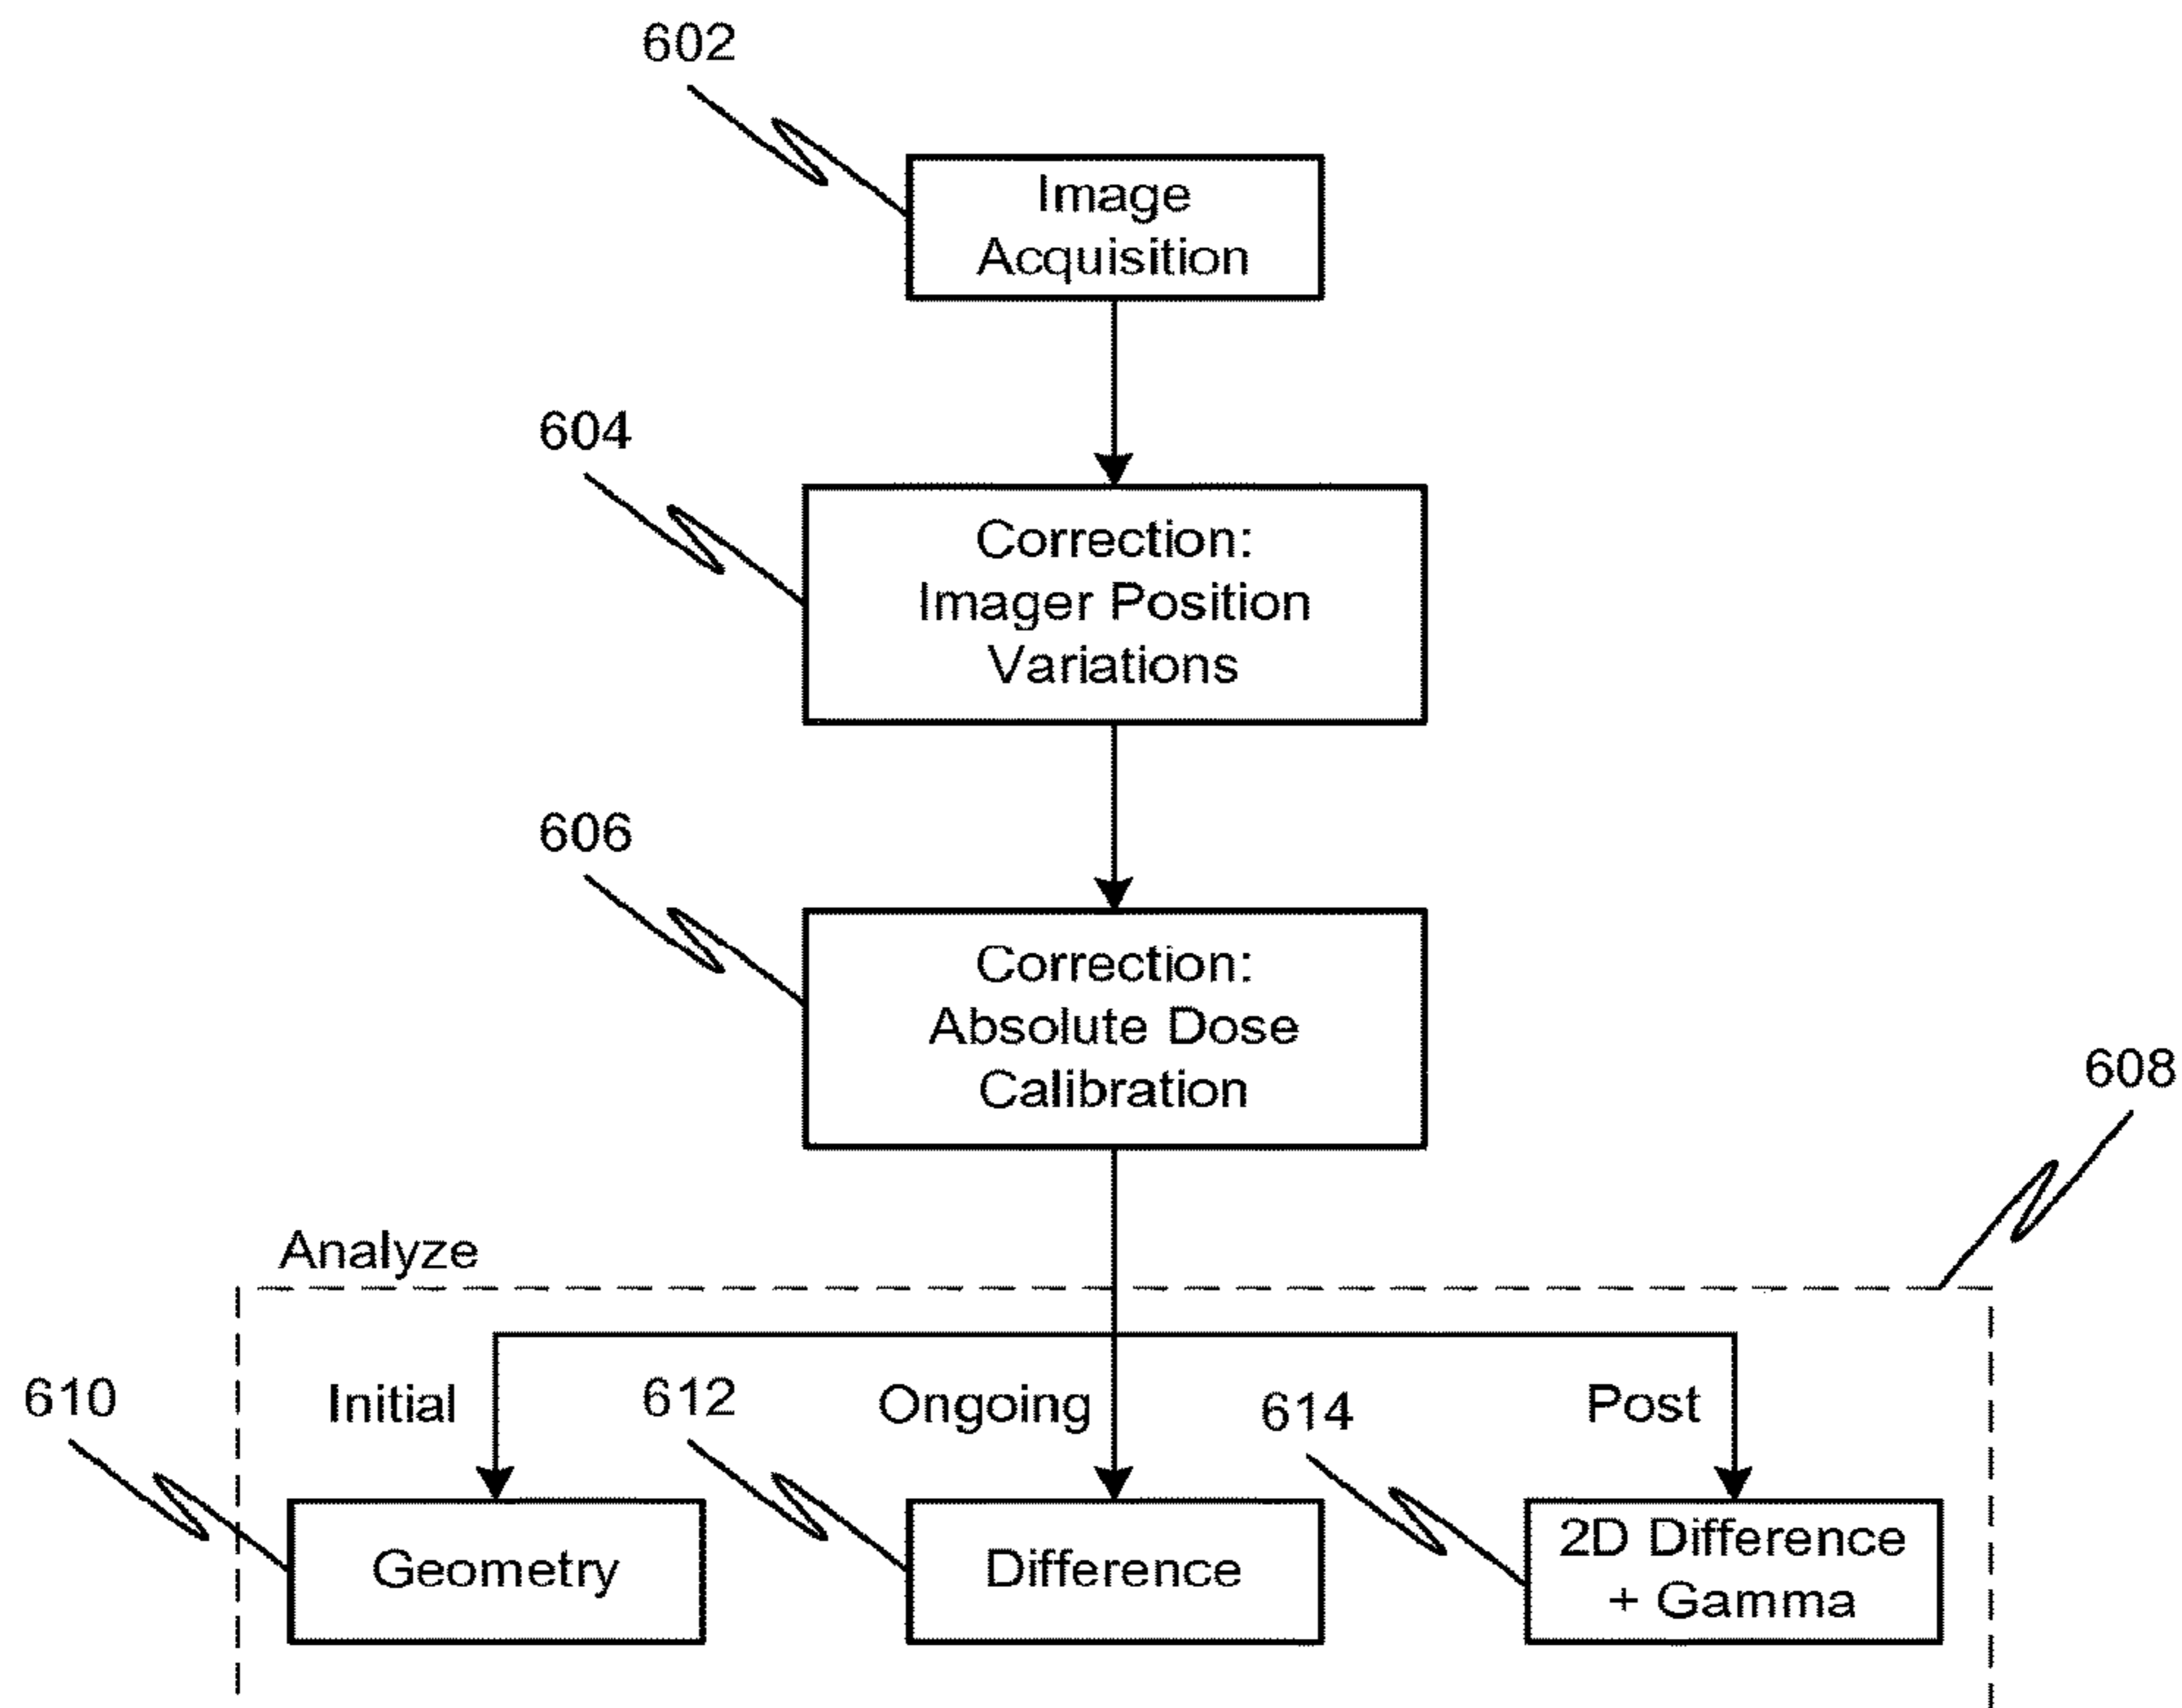 602
Image
Acquisition
604
Correction:
Imager Position
Variations
606
Correction:
Absolute Dose
Calibration
608
Analyze
610
Initial
612
Ongoing
614
Post
Geometry
Difference
2D Difference
+ Gamma